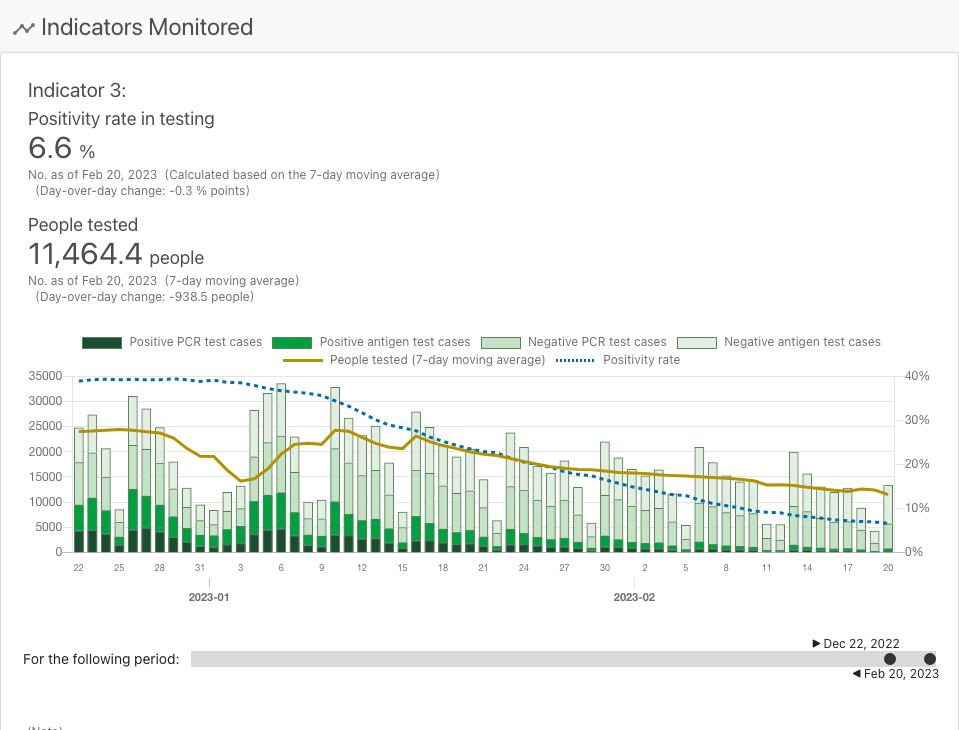 Indicators Monitored
Indicator 3:
Positivity rate in testing
6.6 %
No. as of Feb 20, 2023 (Calculated based on the 7-day moving average)
(Day-over-day change: -0.3 % points)
People tested
11,464.4 people
No. as of Feb 20, 2023 (7-day moving average)
(Day-over-day change: -938.5 people)
Positive PCR test cases Positive antigen test cases Negative PCR test cases Negative antigen test cases
People tested (7-day moving average) Positivity rate
35000 40%
30000
25000 30%
20000
20%
15000
10000 10%
5000
0 0%
22 25 28 31 3 6 9 12 15 18 21 24 27 30 2 5 8 11 14 17 20
2023-01 2023-02
▶ Dec 22, 2022
For the following period:
◀ Feb 20, 2023